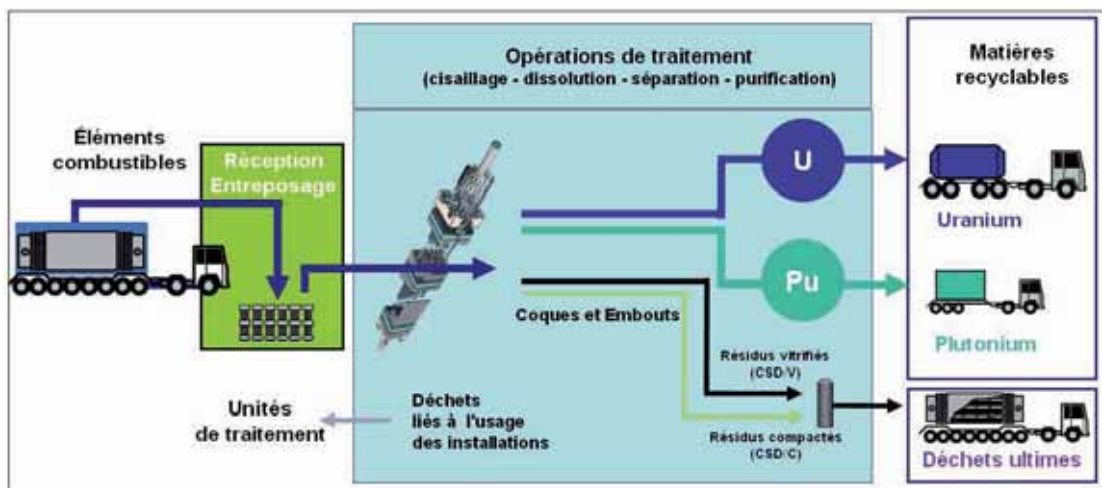 Opérations de traitement
(cisaillage - dissolution - séparation - purification)
Matières
recyclables
Éléments
combustibles
Réception
Entreposage
U
Uranium
Pu
Plutonium
Coques et Embouts
Résidus vitrifiés
(CSD/V)
Résidus compactés
(CSD/C)
Déchets
liés à l'usage
des installations
Unités
de traitement
Déchets ultimes